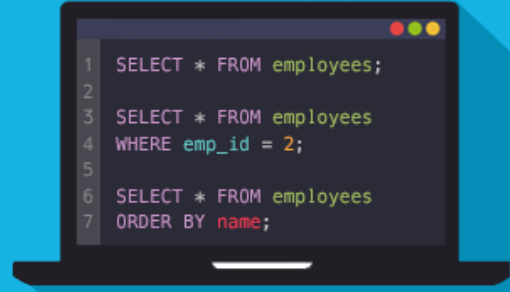 1 SELECT * FROM employees;
2
3 SELECT * FROM employees
4 WHERE emp_id = 2;
5
6 SELECT * FROM employees
7 ORDER BY name;